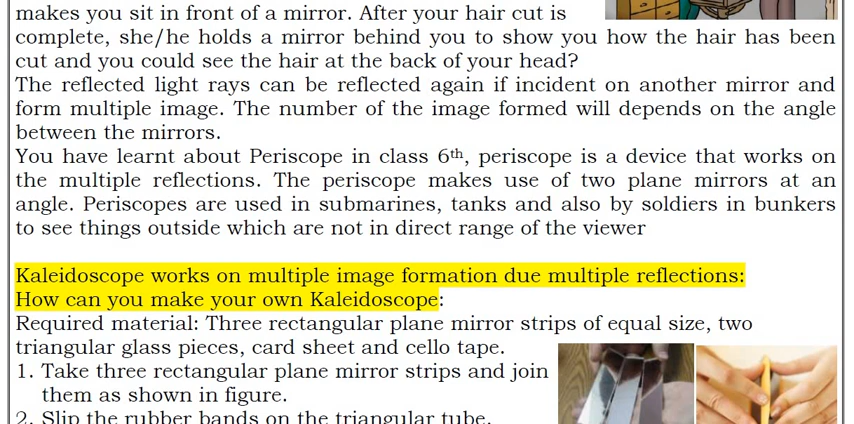 makes you sit in front of a mirror. After your hair cut is
complete, she/he holds a mirror behind you to show you how the hair has been
cut and you could see the hair at the back of your head?
The reflected light rays can be reflected again if incident on another mirror and
form multiple image. The number of the image formed will depends on the angle
between the mirrors.
You have learnt about Periscope in class 6th, periscope is a device that works on
the multiple reflections. The periscope makes use of two plane mirrors at an
angle. Periscopes are used in submarines, tanks and also by soldiers in bunkers
to see things outside which are not in direct range of the viewer
Kaleidoscope works on multiple image formation due multiple reflections:
How can you make your own Kaleidoscope:
Required material: Three rectangular plane mirror strips of equal size, two
triangular glass pieces, card sheet and cello tape.
1. Take three rectangular plane mirror strips and join
them as shown in figure.
2. Slip the rubber bands on the triangular tube.